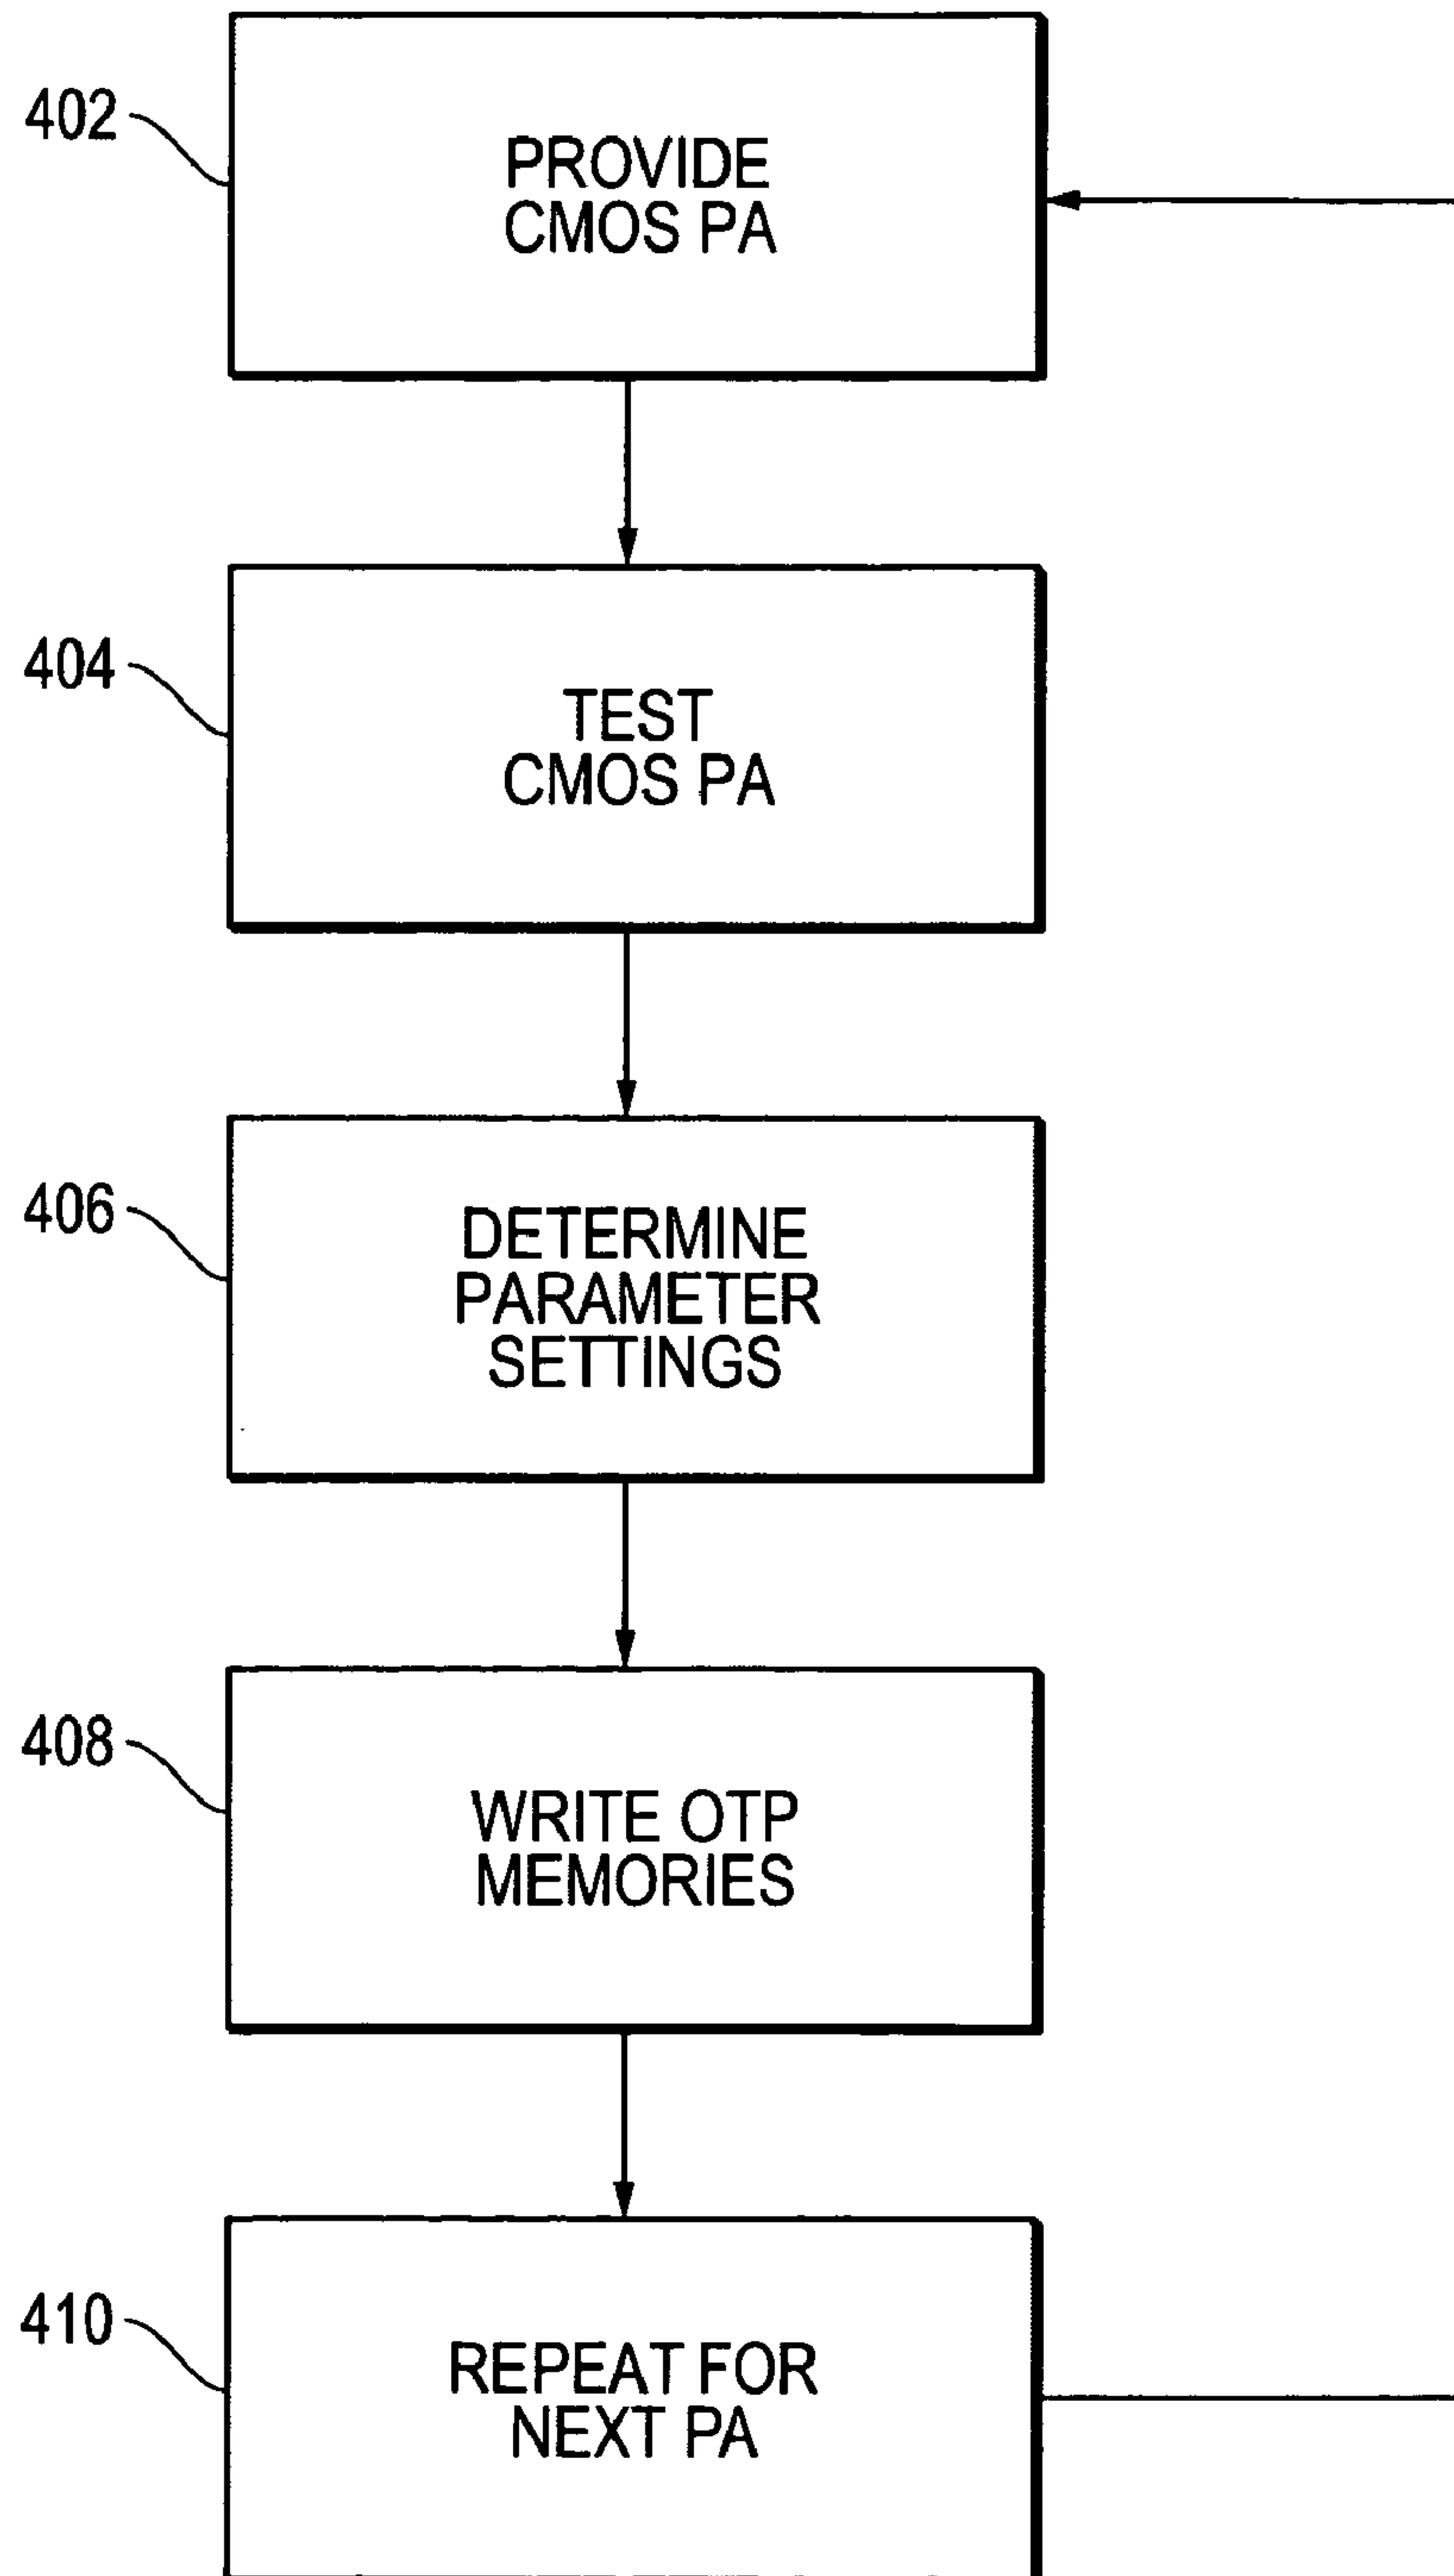 402
PROVIDE
CMOS PA
404
TEST
CMOS PA
406
DETERMINE
PARAMETER
SETTINGS
408
WRITE OTP
MEMORIES
410
REPEAT FOR
NEXT PA